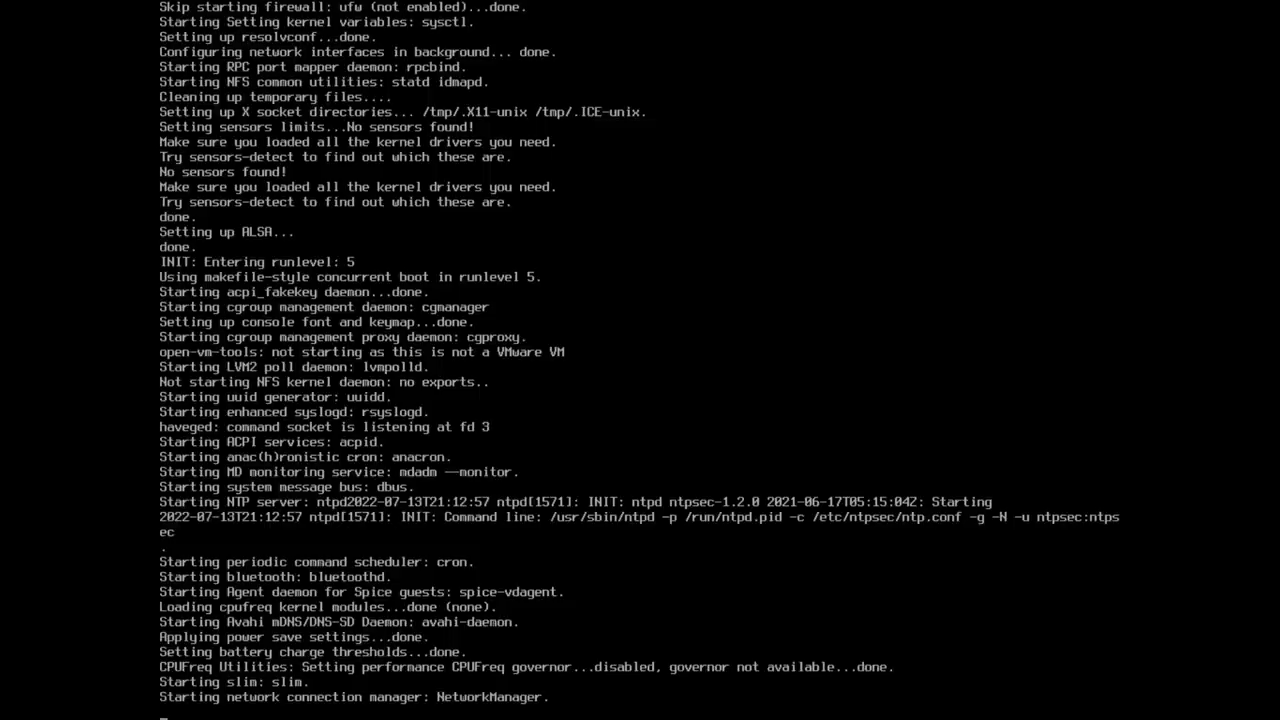 Skip starting firewall: ufw (not enabled)...done.
Starting Setting kernel variables: sysctl.
Setting up resolvconf...done.
Configuring network interfaces in background... done.
Starting RPC port mapper daemon: rpcbind.
Starting NFS common utilities: statd idmapd.
Cleaning up temporary files....
Setting up X socket directories... /tmp/.X11-unix /tmp/.ICE-unix.
Setting sensors limits...No sensors found!
Make sure you loaded all the kernel drivers you need.
Try sensors-detect to find out which these are.
No sensors found!
Make sure you loaded all the kernel drivers you need.
Try sensors-detect to find out which these are.
done.
Setting up ALSA...
done.
INIT: Entering runlevel: 5
Using makefile-style concurrent boot in runlevel 5.
Starting acpi_fakekey daemon...done.
Starting cgroup management daemon: cgmanager
Setting up console font and keymap...done.
Starting cgroup management proxy daemon: cgproxy.
open-vm-tools: not starting as this is not a VMware VM
Starting LVM2 poll daemon: lvmpolld.
Not starting NFS kernel daemon: no exports..
Starting uuid generator: uuidd.
Starting enhanced syslogd: rsyslogd.
haveged: command socket is listening at fd 3
Starting ACPI services: acpid.
Starting anac(h)ronistic cron: anacron.
Starting MD monitoring service: mdadm --monitor.
Starting system message bus: dbus.
Starting NTP server: ntpd2022-07-13T21:12:57 ntpd[1571]: INIT: ntpd ntpsec-1.2.0 2021-06-17T05:15:04Z: Starting
2022-07-13T21:12:57 ntpd[1571]: INIT: Command line: /usr/sbin/ntpd -p /run/ntpd.pid -c /etc/ntpsec/ntp.conf -g -N -u ntpsec:ntps
ec
.
Starting periodic command scheduler: cron.
Starting bluetooth: bluetoothd.
Starting Agent daemon for Spice guests: spice-vdagent.
Loading cpufreq kernel modules...done (none).
Starting Avahi mDNS/DNS-SD Daemon: avahi-daemon.
Applying power save settings...done.
Setting battery charge thresholds...done.
CPUFreq Utilities: Setting performance CPUFreq governor...disabled, governor not available...done.
Starting slim: slim.
Starting network connection manager: NetworkManager.